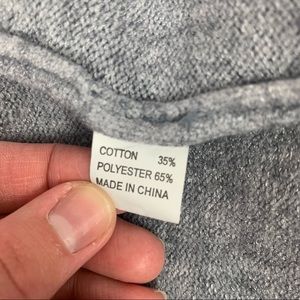 COTTON 35%
POLYESTER 65%
MADE IN CHINA